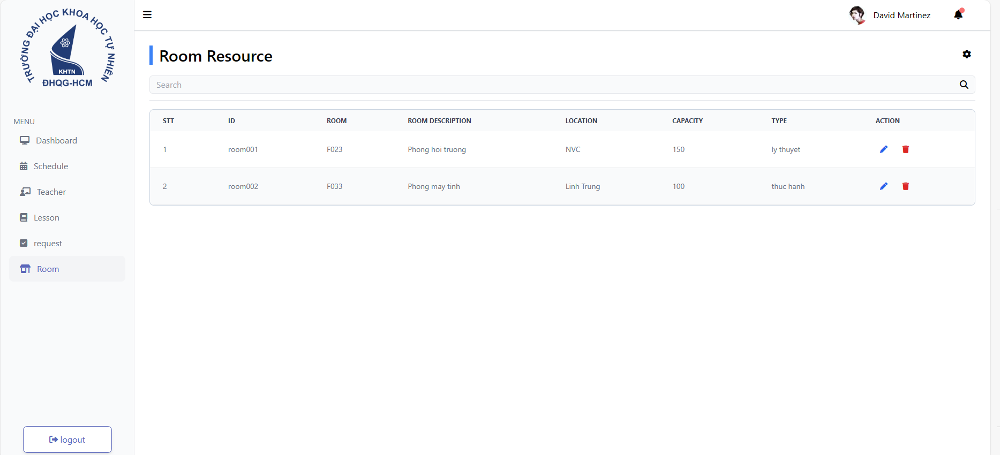 TRƯỜNG ĐẠI HỌC KHOA HỌC TỰ NHIÊN
KHTN
ĐHQG-HCM
David Martinez
Room Resource
Search
MENU
Dashboard
Schedule
Teacher
Lesson
request
Room
logout
STT ID ROOM ROOM DESCRIPTION LOCATION CAPACITY TYPE ACTION
1 room001 F023 Phong hoi truong NVC 150 ly thuyet
2 room002 F033 Phong may tinh Linh Trung 100 thuc hanh